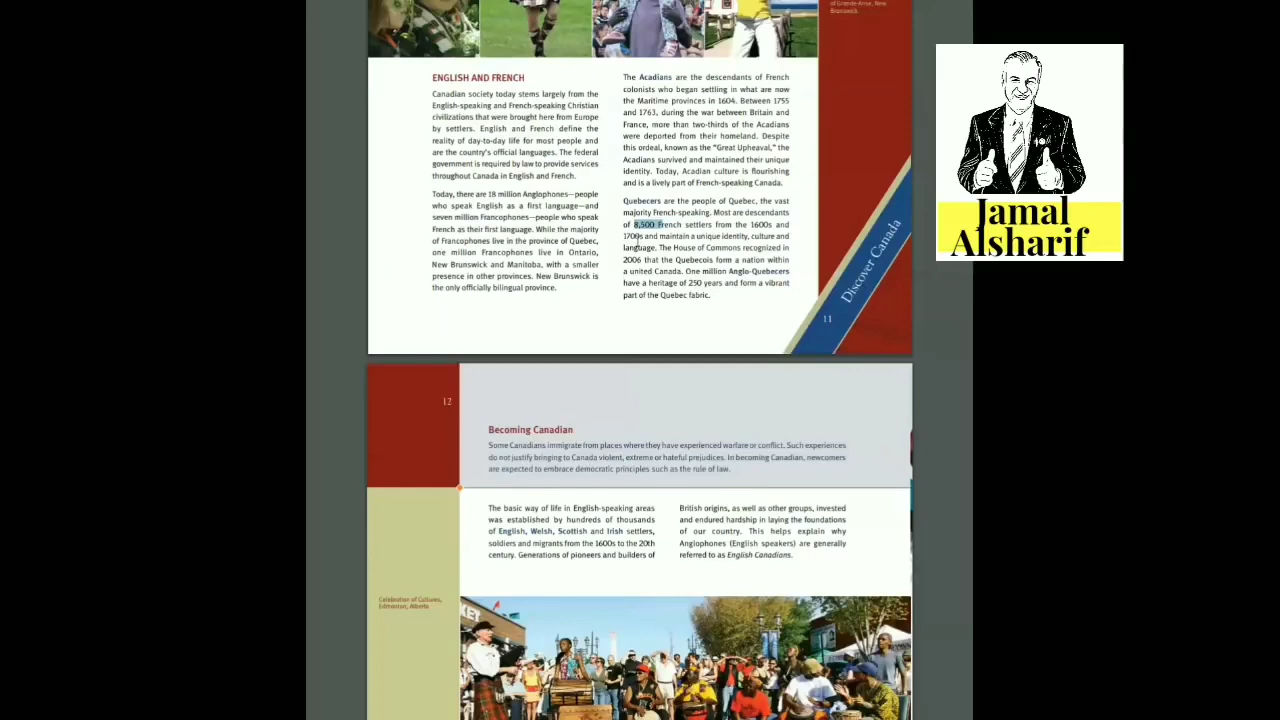 of Grande-Anse, New
Brunswick
ENGLISH AND FRENCH
Canadian society today stems largely from the
English-speaking and French-speaking Christian
civilizations that were brought here from Europe
by settlers. English and French define the
reality of day-to-day life for most people and
are the country's official languages. The federal
government is required by law to provide services
throughout Canada in English and French.
Today, there are 18 million Anglophones—people
who speak English as a first language—and
seven million Francophones—people who speak
French as their first language. While the majority
of Francophones live in the province of Quebec,
one million Francophones live in Ontario,
New Brunswick and Manitoba, with a smaller
presence in other provinces. New Brunswick is
the only officially bilingual province.
The Acadians are the descendants of French
colonists who began settling in what are now
the Maritime provinces in 1604. Between 1755
and 1763, during the war between Britain and
France, more than two-thirds of the Acadians
were deported from their homeland. Despite
this ordeal, known as the "Great Upheaval," the
Acadians survived and maintained their unique
identity. Today, Acadian culture is flourishing
and is a lively part of French-speaking Canada.
Quebecers are the people of Quebec, the vast
majority French-speaking. Most are descendants
of 8,500 French settlers from the 1600s and
1700s and maintain a unique identity, culture and
language. The House of Commons recognized in
2006 that the Quebecois form a nation within
a united Canada. One million Anglo-Quebecers
have a heritage of 250 years and form a vibrant
part of the Quebec fabric.
Discover Canada
11
Jamal
Alsharif
12
Becoming Canadian
Some Canadians immigrate from places where they have experienced warfare or conflict. Such experiences
do not justify bringing to Canada violent, extreme or hateful prejudices. In becoming Canadian, newcomers
are expected to embrace democratic principles such as the rule of law.
The basic way of life in English-speaking areas
was established by hundreds of thousands
of English, Welsh, Scottish and Irish settlers,
soldiers and migrants from the 1600s to the 20th
century. Generations of pioneers and builders of
British origins, as well as other groups, invested
and endured hardship in laying the foundations
of our country. This helps explain why
Anglophones (English speakers) are generally
referred to as English Canadians.
Celebration of Cultures,
Edmonton, Alberta